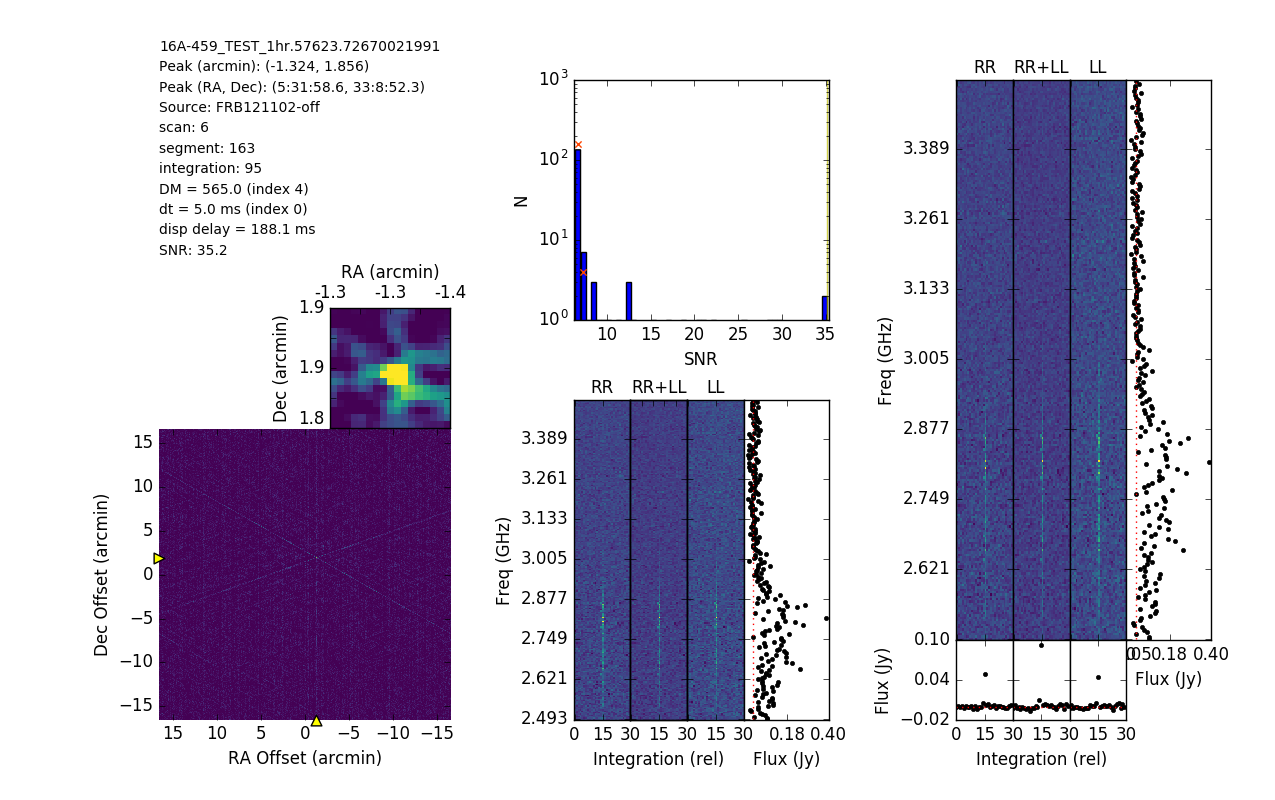 16A-459_TEST_1hr.57623.72670021991
Peak (arcmin): (-1.324, 1.856)
Peak (RA, Dec): (5:31:58.6, 33:8:52.3)
Source: FRB121102-off
scan: 6
segment: 163
integration: 95
DM = 565.0 (index 4)
dt = 5.0 ms (index 0)
disp delay = 188.1 ms
SNR: 35.2
RA (arcmin)
-1.3 -1.3 -1.4
1.9
1.9
1.8
Dec (arcmin)
15
10
5
0
−5
−10
−15
Dec Offset (arcmin)
15 10 5 0 −5 −10 −15
RA Offset (arcmin)
10^3
10^2
10^1
10^0
N
10 15 20 25 30 35
SNR
RR RR+LL LL
3.389
3.261
3.133
3.005
2.877
2.749
2.621
2.493
Freq (GHz)
0 15 30 15 30 15 30 0.18 0.40
Integration (rel) Flux (Jy)
RR RR+LL LL
3.389
3.261
3.133
3.005
2.877
2.749
2.621
Freq (GHz)
0.10
0.04
−0.02
Flux (Jy)
0.18 0.40
Flux (Jy)
0 15 30 15 30 15 30
Integration (rel)